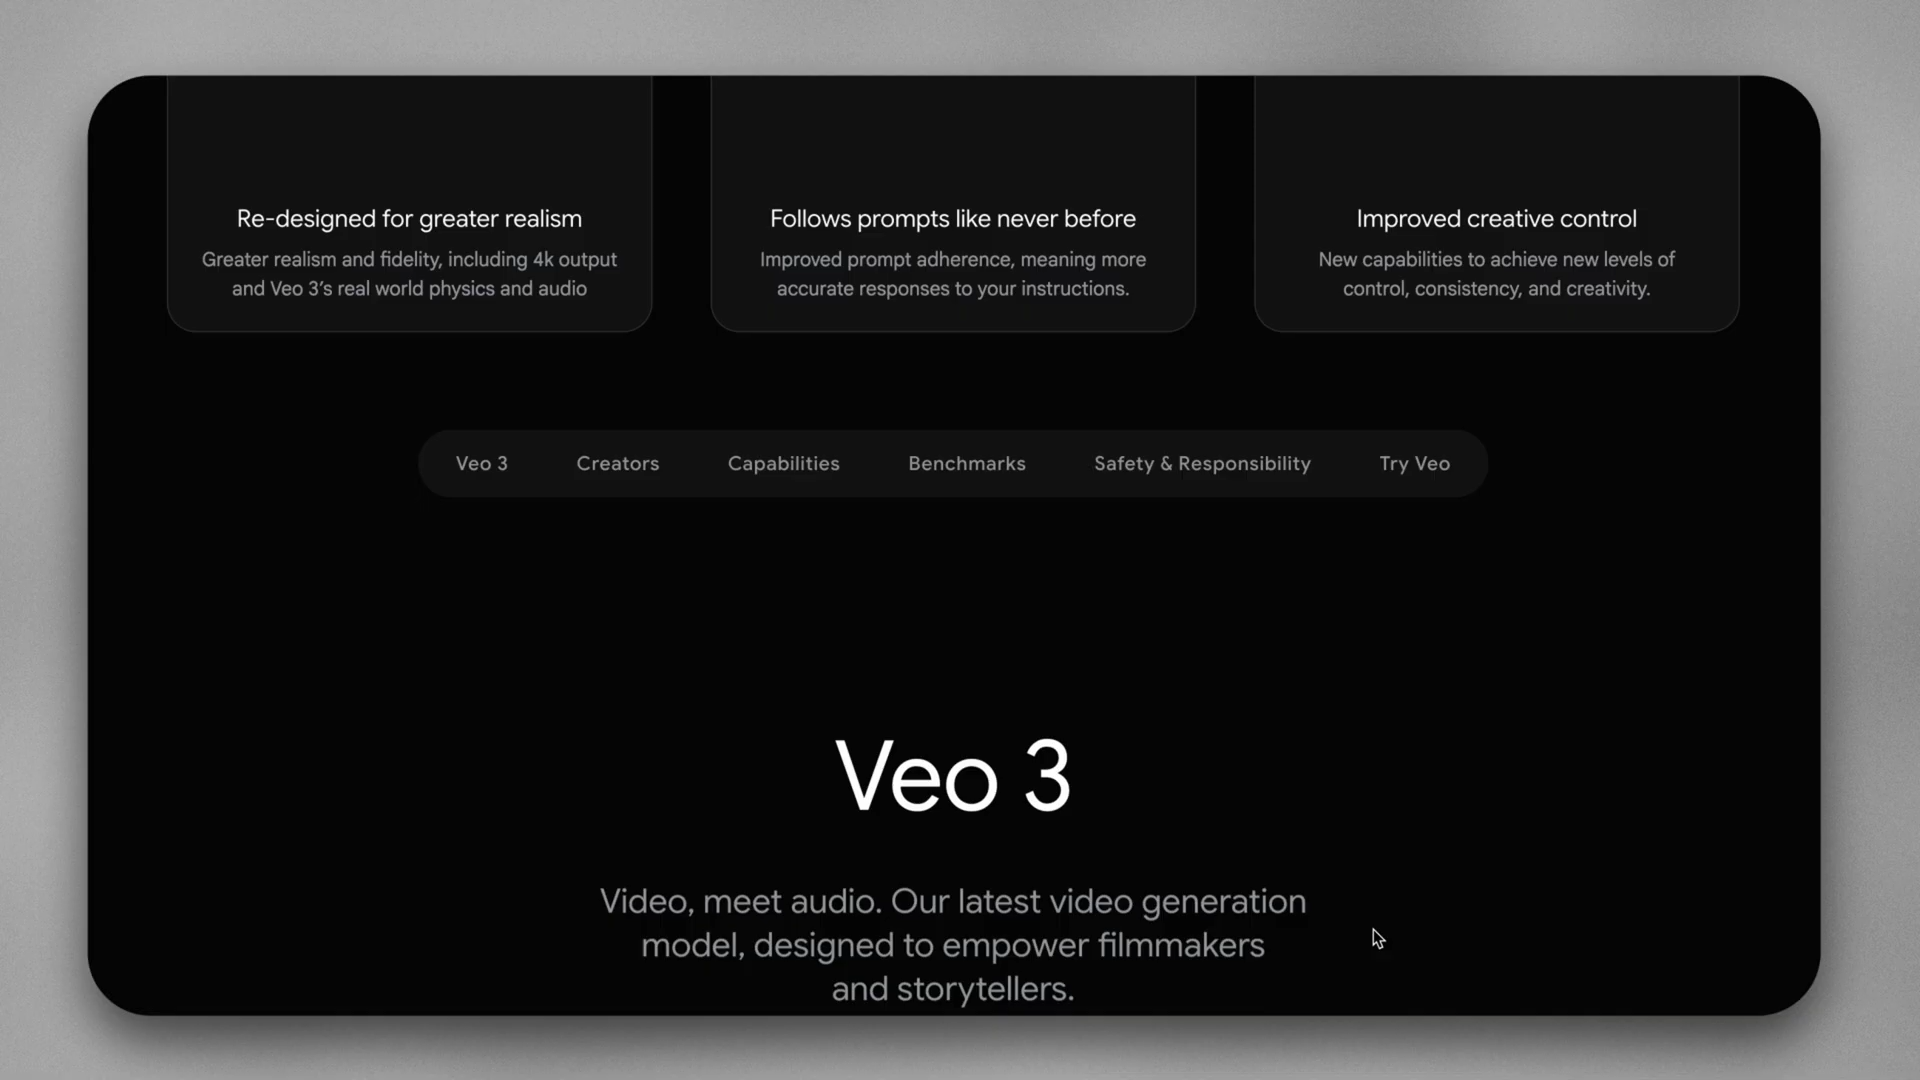 Re-designed for greater realism
Greater realism and fidelity, including 4k output
and Veo 3’s real world physics and audio
Follows prompts like never before
Improved prompt adherence, meaning more
accurate responses to your instructions.
Improved creative control
New capabilities to achieve new levels of
control, consistency, and creativity.
Veo 3 Creators Capabilities Benchmarks Safety & Responsibility Try Veo
Veo 3
Video, meet audio. Our latest video generation
model, designed to empower filmmakers
and storytellers.